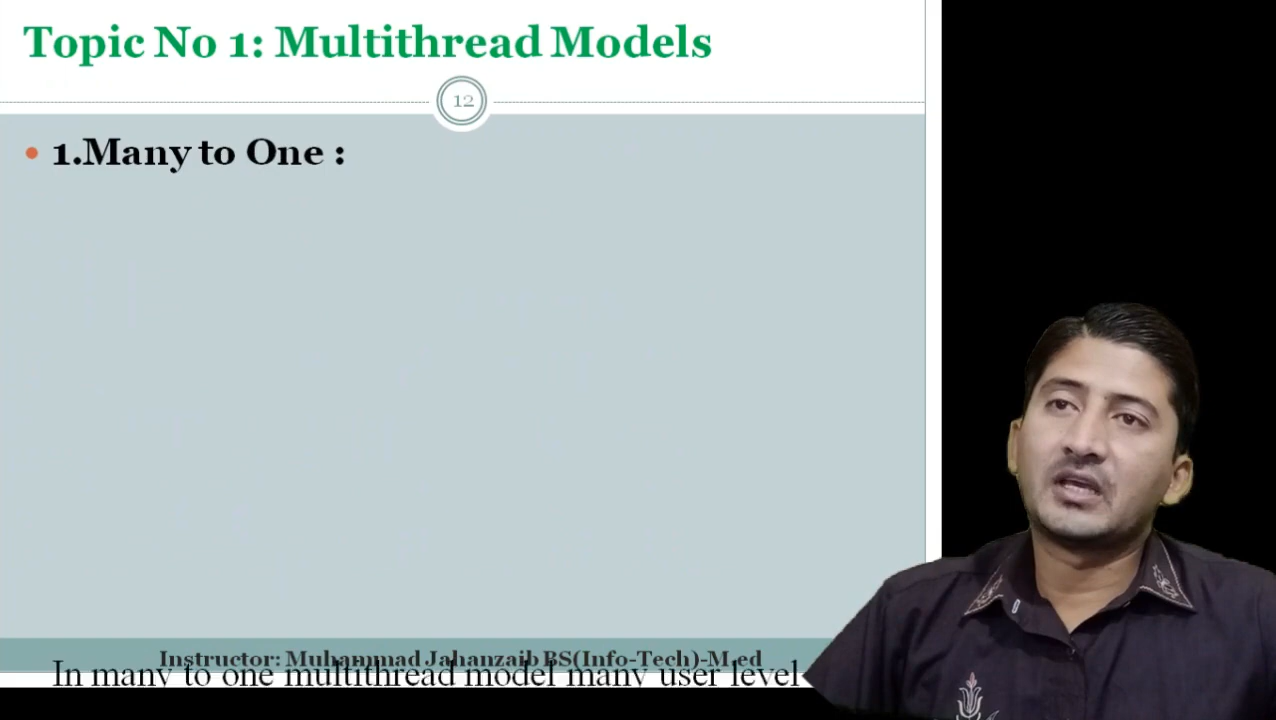 Topic No 1: Multithread Models
12
• 1.Many to One :
Instructor: Muhammad Jahanzaib BS(Info-Tech)-M.ed
In many to one multithread model many user level